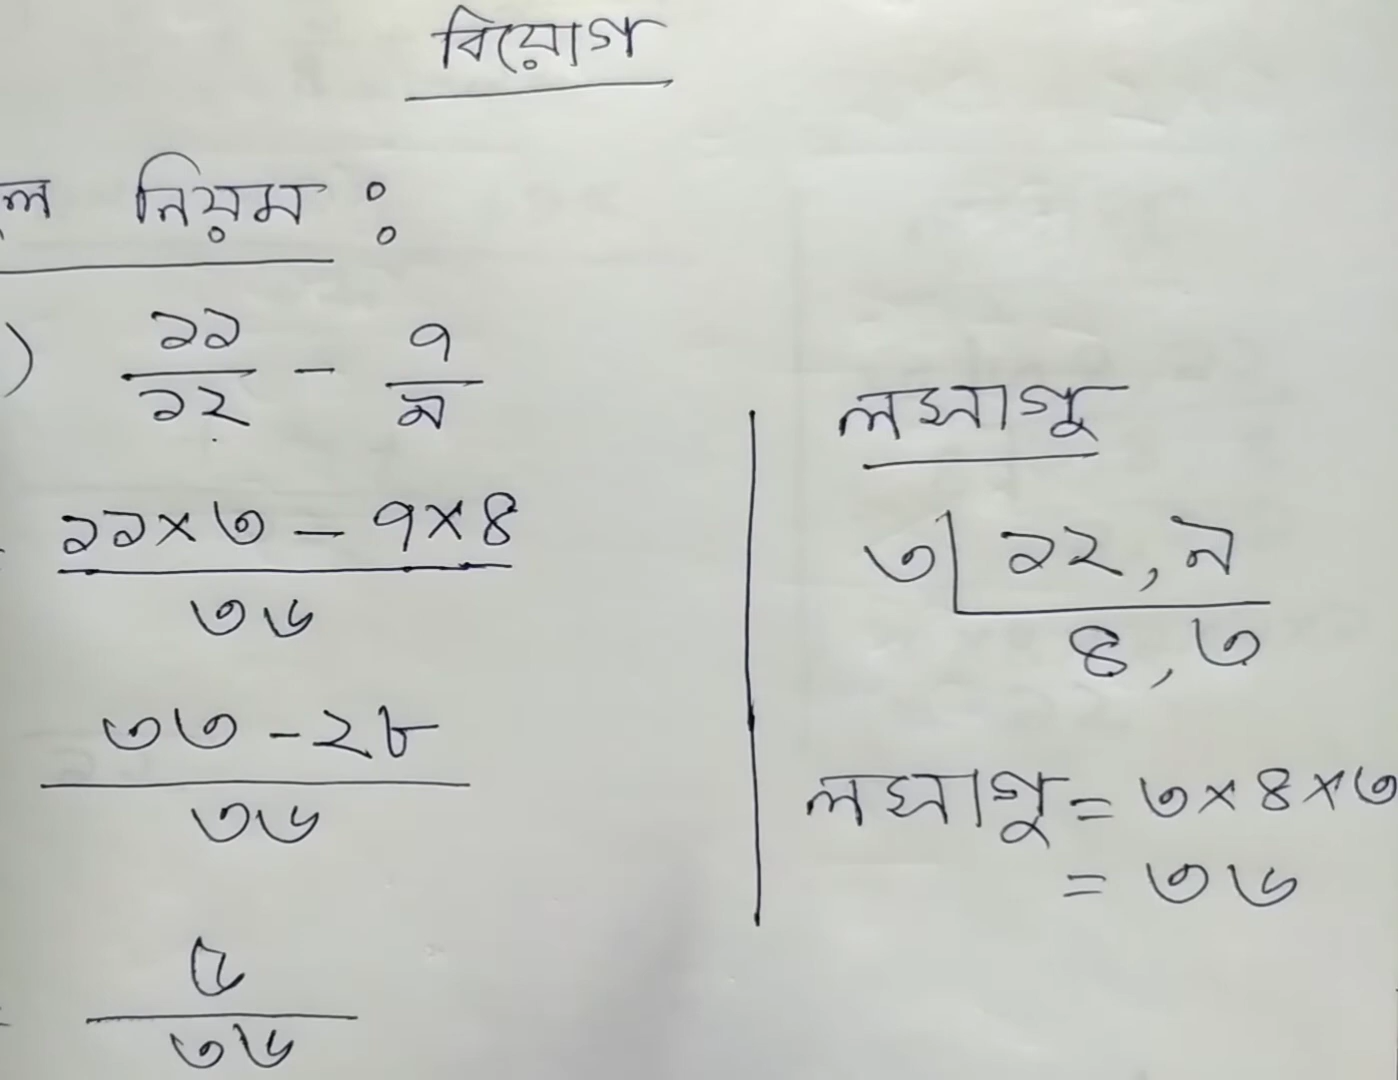 বিয়োগ
নিয়ম :
) ১১/১২ - ৭/৯
১১×৩ - ৭×৪ / ৩৬
৩৩ - ২৮ / ৩৬
৫ / ৩৬
লসাগু
৩ | ১২, ৯
৪, ৩
লসাগু = ৩×৪×৩
= ৩৬